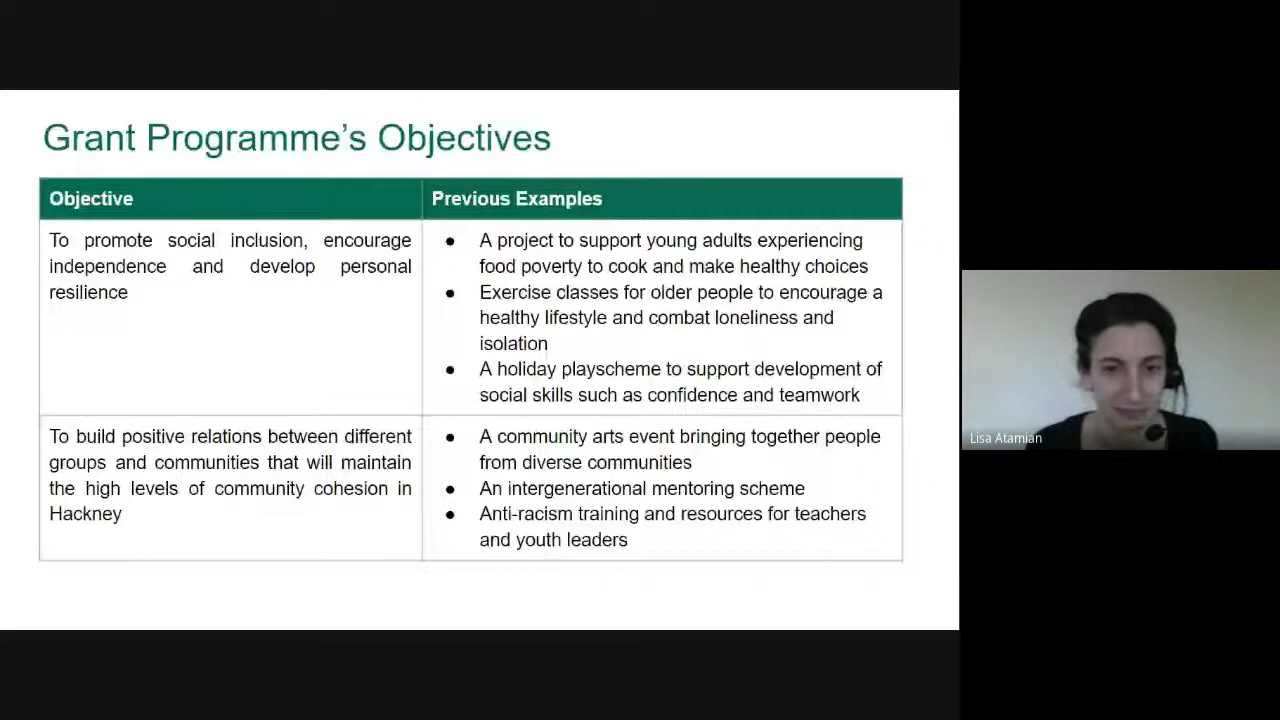 Grant Programme's Objectives
Objective
Previous Examples
To promote social inclusion, encourage
independence and develop personal
resilience
● A project to support young adults experiencing
food poverty to cook and make healthy choices
● Exercise classes for older people to encourage a
healthy lifestyle and combat loneliness and
isolation
● A holiday playscheme to support development of
social skills such as confidence and teamwork
To build positive relations between different
groups and communities that will maintain
the high levels of community cohesion in
Hackney
● A community arts event bringing together people
from diverse communities
● An intergenerational mentoring scheme
● Anti-racism training and resources for teachers
and youth leaders
Lisa Atamian